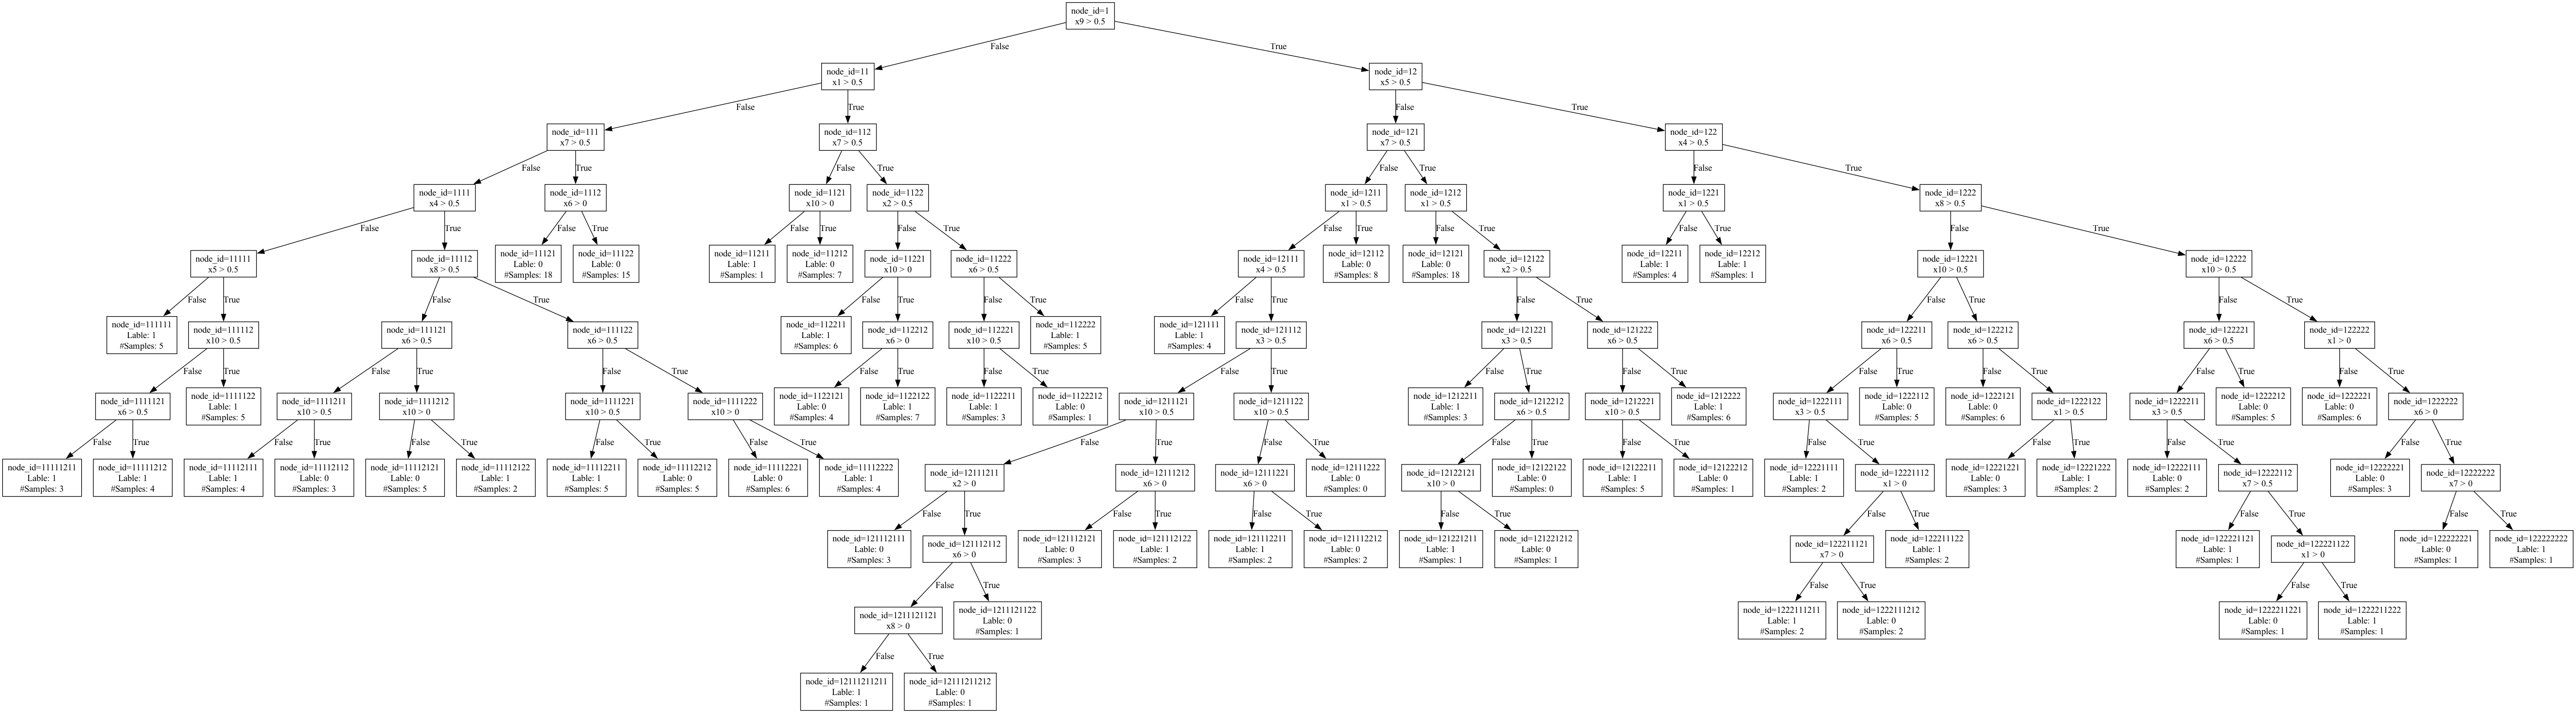 node_id=1
x9 > 0.5
False
True
node_id=11
x1 > 0.5
node_id=12
x5 > 0.5
False
True
False
True
node_id=111
x7 > 0.5
node_id=112
x7 > 0.5
node_id=121
x7 > 0.5
node_id=122
x4 > 0.5
False
True
False
True
False
True
False
True
node_id=1111
x4 > 0.5
node_id=1112
x6 > 0
node_id=1121
x10 > 0
node_id=1122
x2 > 0.5
node_id=1211
x1 > 0.5
node_id=1212
x1 > 0.5
node_id=1221
x1 > 0.5
node_id=1222
x8 > 0.5
False
True
False
True
False
True
False
True
False
True
False
True
False
True
False
True
node_id=11111
x5 > 0.5
node_id=11112
x8 > 0.5
node_id=11121
Lable: 0
#Samples: 18
node_id=11122
Lable: 0
#Samples: 15
node_id=11211
Lable: 1
#Samples: 1
node_id=11212
Lable: 0
#Samples: 7
node_id=11221
x10 > 0
node_id=11222
x6 > 0.5
node_id=12111
x4 > 0.5
node_id=12112
Lable: 0
#Samples: 8
node_id=12121
Lable: 0
#Samples: 18
node_id=12122
x2 > 0.5
node_id=12211
Lable: 1
#Samples: 4
node_id=12212
Lable: 1
#Samples: 1
node_id=12221
x10 > 0.5
node_id=12222
x10 > 0.5
False
True
False
True
False
True
False
True
False
True
False
True
False
True
False
True
node_id=111111
Lable: 1
#Samples: 5
node_id=111112
x10 > 0.5
node_id=111121
x6 > 0.5
node_id=111122
x6 > 0.5
node_id=112211
Lable: 1
#Samples: 6
node_id=112212
x6 > 0
node_id=112221
x10 > 0.5
node_id=112222
Lable: 1
#Samples: 5
node_id=121111
Lable: 1
#Samples: 4
node_id=121112
x3 > 0.5
node_id=121221
x3 > 0.5
node_id=121222
x6 > 0.5
node_id=122211
x6 > 0.5
node_id=122212
x6 > 0.5
node_id=122221
x6 > 0.5
node_id=122222
x1 > 0
False
True
False
True
False
True
False
True
False
True
False
True
False
True
False
True
False
True
False
True
False
True
False
True
node_id=1111121
x6 > 0.5
node_id=1111122
Lable: 1
#Samples: 5
node_id=1111211
x10 > 0.5
node_id=1111212
x10 > 0
node_id=1111221
x10 > 0.5
node_id=1111222
x10 > 0
node_id=1122121
Lable: 0
#Samples: 4
node_id=1122122
Lable: 1
#Samples: 7
node_id=1122211
Lable: 1
#Samples: 3
node_id=1122212
Lable: 0
#Samples: 1
node_id=1211121
x10 > 0.5
node_id=1211122
x10 > 0.5
node_id=1212211
Lable: 1
#Samples: 3
node_id=1212212
x6 > 0.5
node_id=1212221
x10 > 0.5
node_id=1212222
Lable: 1
#Samples: 6
node_id=1222111
x3 > 0.5
node_id=1222112
Lable: 0
#Samples: 5
node_id=1222121
Lable: 0
#Samples: 6
node_id=1222122
x1 > 0.5
node_id=1222211
x3 > 0.5
node_id=1222212
Lable: 0
#Samples: 5
node_id=1222221
Lable: 0
#Samples: 6
node_id=1222222
x6 > 0
False
True
False
True
False
True
False
True
False
True
False
True
False
True
False
True
False
True
False
True
False
True
False
True
False
True
node_id=11111211
Lable: 1
#Samples: 3
node_id=11111212
Lable: 1
#Samples: 4
node_id=11112111
Lable: 1
#Samples: 4
node_id=11112112
Lable: 0
#Samples: 3
node_id=11112121
Lable: 0
#Samples: 5
node_id=11112122
Lable: 1
#Samples: 2
node_id=11112211
Lable: 1
#Samples: 5
node_id=11112212
Lable: 0
#Samples: 5
node_id=11112221
Lable: 0
#Samples: 6
node_id=11112222
Lable: 1
#Samples: 4
node_id=12111211
x2 > 0
node_id=12111212
x6 > 0
node_id=12111221
x6 > 0
node_id=12111222
Lable: 0
#Samples: 0
node_id=12122121
x10 > 0
node_id=12122122
Lable: 0
#Samples: 0
node_id=12122211
Lable: 1
#Samples: 5
node_id=12122212
Lable: 0
#Samples: 1
node_id=12221111
Lable: 1
#Samples: 2
node_id=12221112
x1 > 0
node_id=12221221
Lable: 0
#Samples: 3
node_id=12221222
Lable: 1
#Samples: 2
node_id=12222111
Lable: 0
#Samples: 2
node_id=12222112
x7 > 0.5
node_id=12222221
Lable: 0
#Samples: 3
node_id=12222222
x7 > 0
False
True
False
True
False
True
False
True
False
True
False
True
False
True
node_id=121112111
Lable: 0
#Samples: 3
node_id=121112112
x6 > 0
node_id=121112121
Lable: 0
#Samples: 3
node_id=121112122
Lable: 1
#Samples: 2
node_id=121112211
Lable: 1
#Samples: 2
node_id=121112212
Lable: 0
#Samples: 2
node_id=121221211
Lable: 1
#Samples: 1
node_id=121221212
Lable: 0
#Samples: 1
node_id=122211121
x7 > 0
node_id=122211122
Lable: 1
#Samples: 2
node_id=122221121
Lable: 1
#Samples: 1
node_id=122221122
x1 > 0
node_id=122222221
Lable: 0
#Samples: 1
node_id=122222222
Lable: 1
#Samples: 1
False
True
False
True
False
True
node_id=1211121121
x8 > 0
node_id=1211121122
Lable: 0
#Samples: 1
node_id=1222111211
Lable: 1
#Samples: 2
node_id=1222111212
Lable: 0
#Samples: 2
node_id=1222211221
Lable: 0
#Samples: 1
node_id=1222211222
Lable: 1
#Samples: 1
False
True
node_id=12111211211
Lable: 1
#Samples: 1
node_id=12111211212
Lable: 0
#Samples: 1